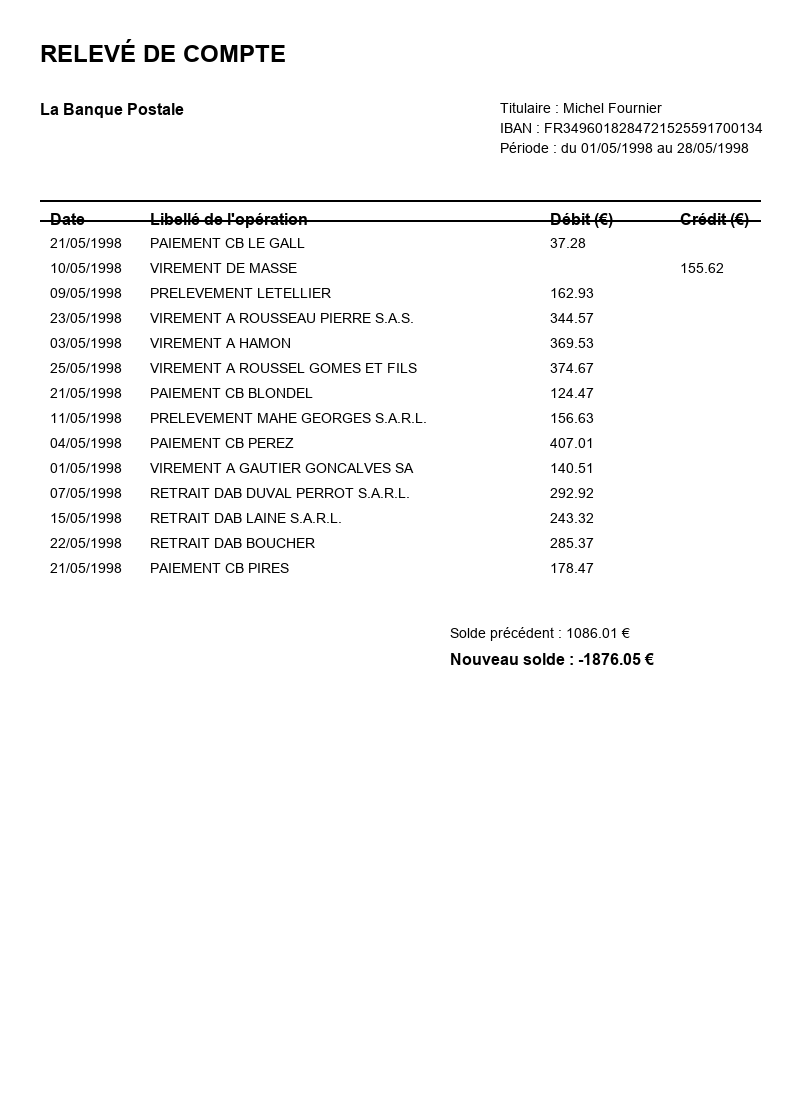 RELEVÉ DE COMPTE
La Banque Postale
Titulaire : Michel Fournier
IBAN : FR3496018284721525591700134
Période : du 01/05/1998 au 28/05/1998
Date Libellé de l'opération Débit (€) Crédit (€)
21/05/1998 PAIEMENT CB LE GALL 37.28
10/05/1998 VIREMENT DE MASSE 155.62
09/05/1998 PRELEVEMENT LETELLIER 162.93
23/05/1998 VIREMENT A ROUSSEAU PIERRE S.A.S. 344.57
03/05/1998 VIREMENT A HAMON 369.53
25/05/1998 VIREMENT A ROUSSEL GOMES ET FILS 374.67
21/05/1998 PAIEMENT CB BLONDEL 124.47
11/05/1998 PRELEVEMENT MAHE GEORGES S.A.R.L. 156.63
04/05/1998 PAIEMENT CB PEREZ 407.01
01/05/1998 VIREMENT A GAUTIER GONCALVES SA 140.51
07/05/1998 RETRAIT DAB DUVAL PERROT S.A.R.L. 292.92
15/05/1998 RETRAIT DAB LAINE S.A.R.L. 243.32
22/05/1998 RETRAIT DAB BOUCHER 285.37
21/05/1998 PAIEMENT CB PIRES 178.47
Solde précédent : 1086.01 €
Nouveau solde : -1876.05 €